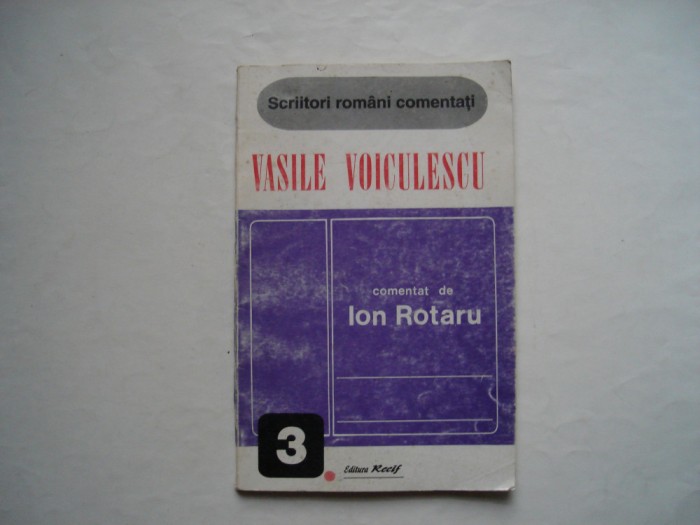 Scriitori români comentați
VASILE VOICULESCU
comentat de
Ion Rotaru
3
Editura Recif